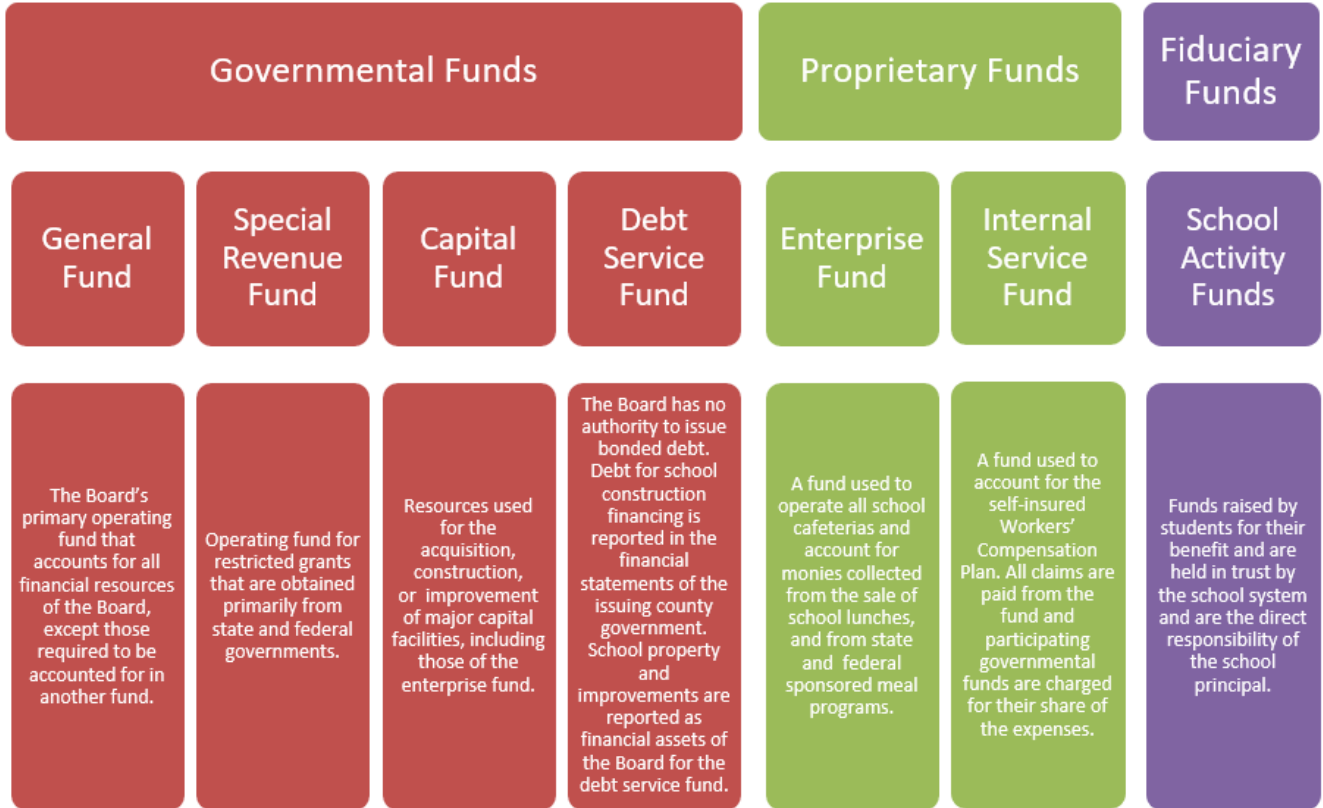 Governmental Funds
Proprietary Funds
Fiduciary
Funds
General
Fund
Special
Revenue
Fund
Capital
Fund
Debt
Service
Fund
Enterprise
Fund
Internal
Service
Fund
School
Activity
Funds
The Board’s
primary operating
fund that
accounts for all
financial resources
of the Board,
except those
required to be
accounted for in
another fund.
Operating fund for
restricted grants
that are obtained
primarily from
state and federal
governments.
Resources used
for the
acquisition,
construction,
or improvement
of major capital
facilities, including
those of the
enterprise fund.
The Board has no
authority to issue
bonded debt.
Debt for school
construction
financing is
reported in the
financial
statements of the
issuing county
government.
School property
and
improvements are
reported as
financial assets of
the Board for the
debt service fund.
A fund used to
operate all school
cafeterias and
account for
monies collected
from the sale of
school lunches,
and from state
and federal
sponsored meal
programs.
A fund used to
account for the
self-insured
Workers’
Compensation
Plan. All claims are
paid from the
fund and
participating
governmental
funds are charged
for their share of
the expenses.
Funds raised by
students for their
benefit and are
held in trust by
the school system
and are the direct
responsibility of
the school
principal.